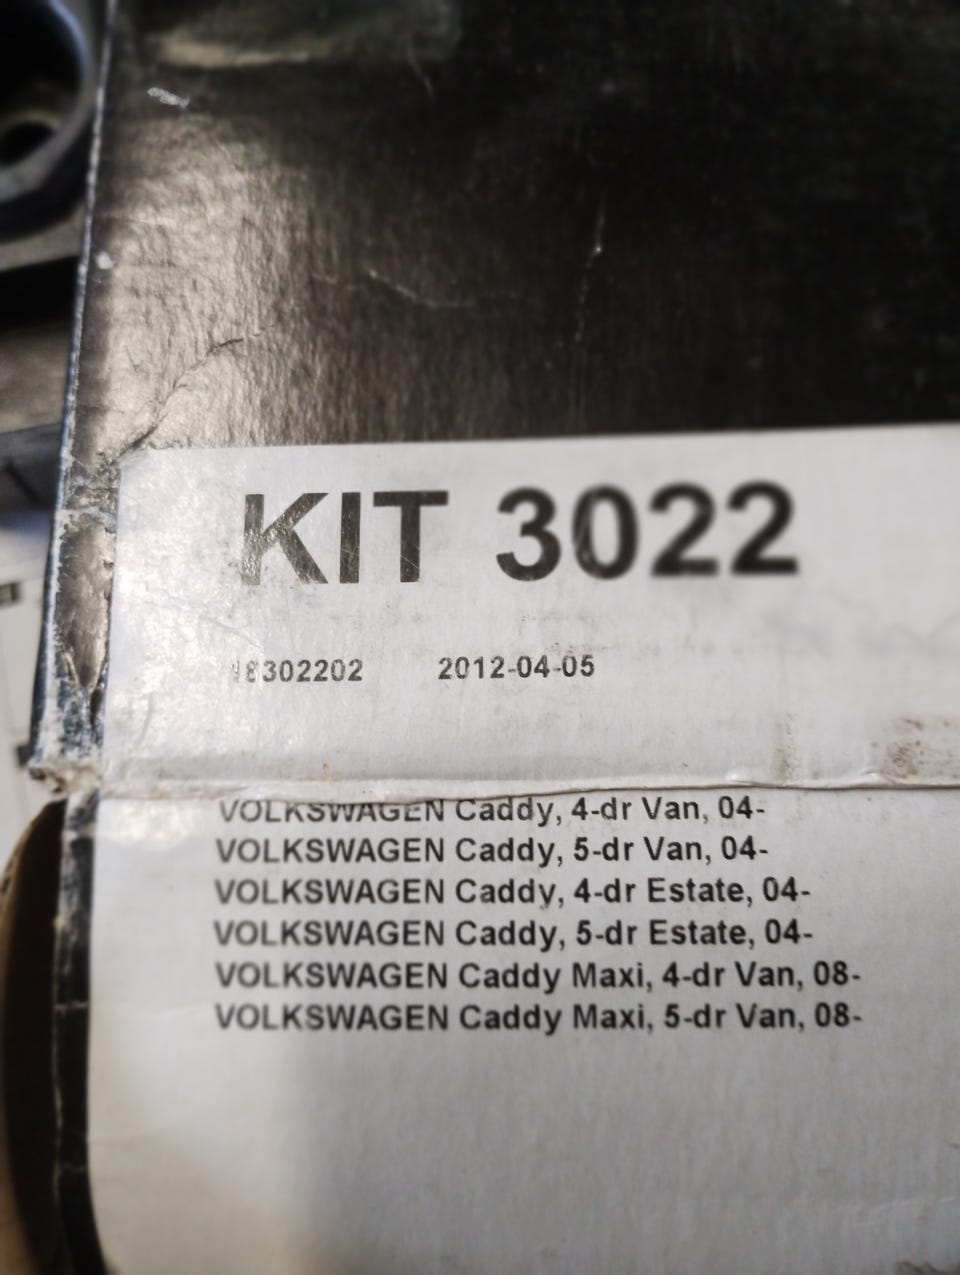 KIT 3022
18302202 2012-04-05
VOLKSWAGEN Caddy, 4-dr Van, 04-
VOLKSWAGEN Caddy, 5-dr Van, 04-
VOLKSWAGEN Caddy, 4-dr Estate, 04-
VOLKSWAGEN Caddy, 5-dr Estate, 04-
VOLKSWAGEN Caddy Maxi, 4-dr Van, 08-
VOLKSWAGEN Caddy Maxi, 5-dr Van, 08-